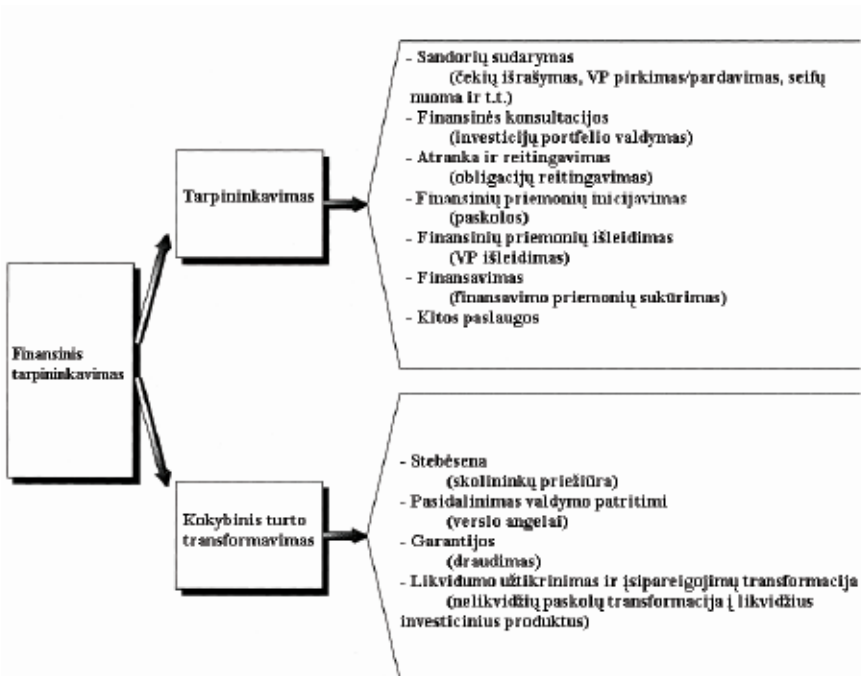 Finansinis
tarpininkavimas
Tarpininkavimas
- Sandorių sudarymas
(čekių išrašymas, VP pirkimas/pardavimas, seifų
nuoma ir t.t.)
- Finansinės konsultacijos
(investicijų portfelio valdymas)
- Atranka ir reitingavimas
(obligacijų reitingavimas)
- Finansinių priemonių inicijavimas
(paskolos)
- Finansinių priemonių išleidimas
(VP išleidimas)
- Finansavimas
(finansavimo priemonių sukūrimas)
- Kitos paslaugos
Kokybinis turto
transformavimas
- Stebėsena
(skolininkų priežiūra)
- Pasidalinimas valdymo patritimi
(verslo angelai)
- Garantijos
(draudimas)
- Likvidumo užtikrinimas ir įsipareigojimų transformacija
(nelikvidžių paskolų transformacija į likvidžius
investicinius produktus)